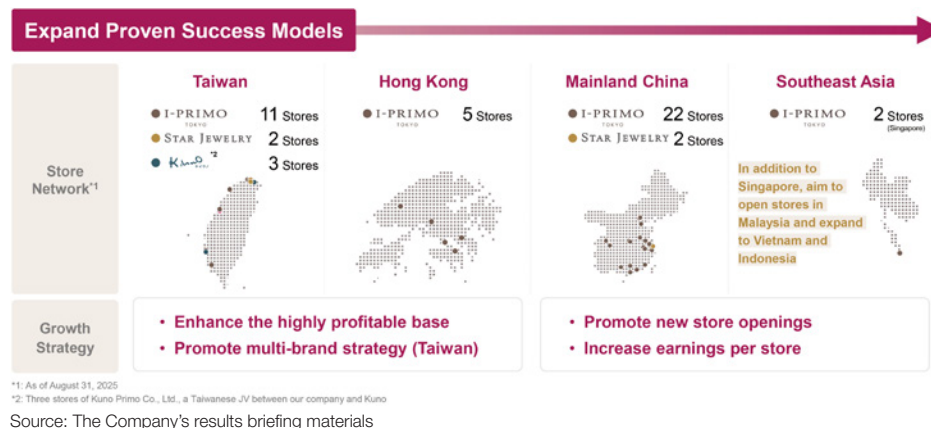 Expand Proven Success Models
Store
Network*1
Taiwan
I-PRIMO
TOKYO
11 Stores
STAR JEWELRY
2 Stores
Kuno
*2
3 Stores
Hong Kong
I-PRIMO
TOKYO
5 Stores
Mainland China
I-PRIMO
TOKYO
22 Stores
STAR JEWELRY
2 Stores
Southeast Asia
I-PRIMO
TOKYO
2 Stores
(Singapore)
In addition to
Singapore, aim to
open stores in
Malaysia and expand
to Vietnam and
Indonesia
Growth
Strategy
• Enhance the highly profitable base
• Promote multi-brand strategy (Taiwan)
• Promote new store openings
• Increase earnings per store
*1: As of August 31, 2025
*2: Three stores of Kuno Primo Co., Ltd., a Taiwanese JV between our company and Kuno
Source: The Company's results briefing materials